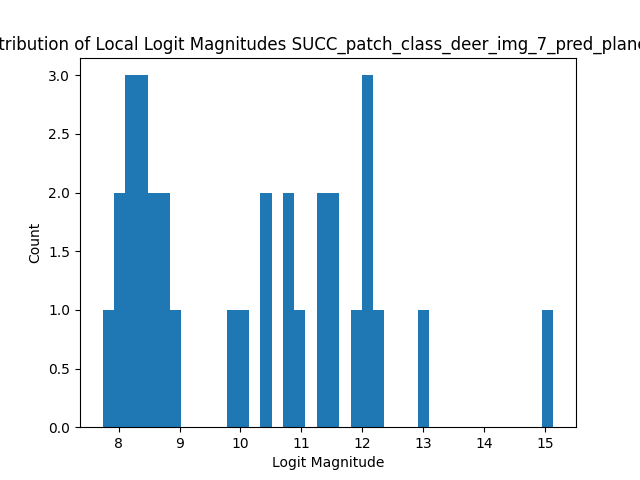 tribution of Local Logit Magnitudes SUCC_patch_class_deer_img_7_pred_plane
3.0
2.5
2.0
1.5
1.0
0.5
0.0
Count
8 9 10 11 12 13 14 15
Logit Magnitude